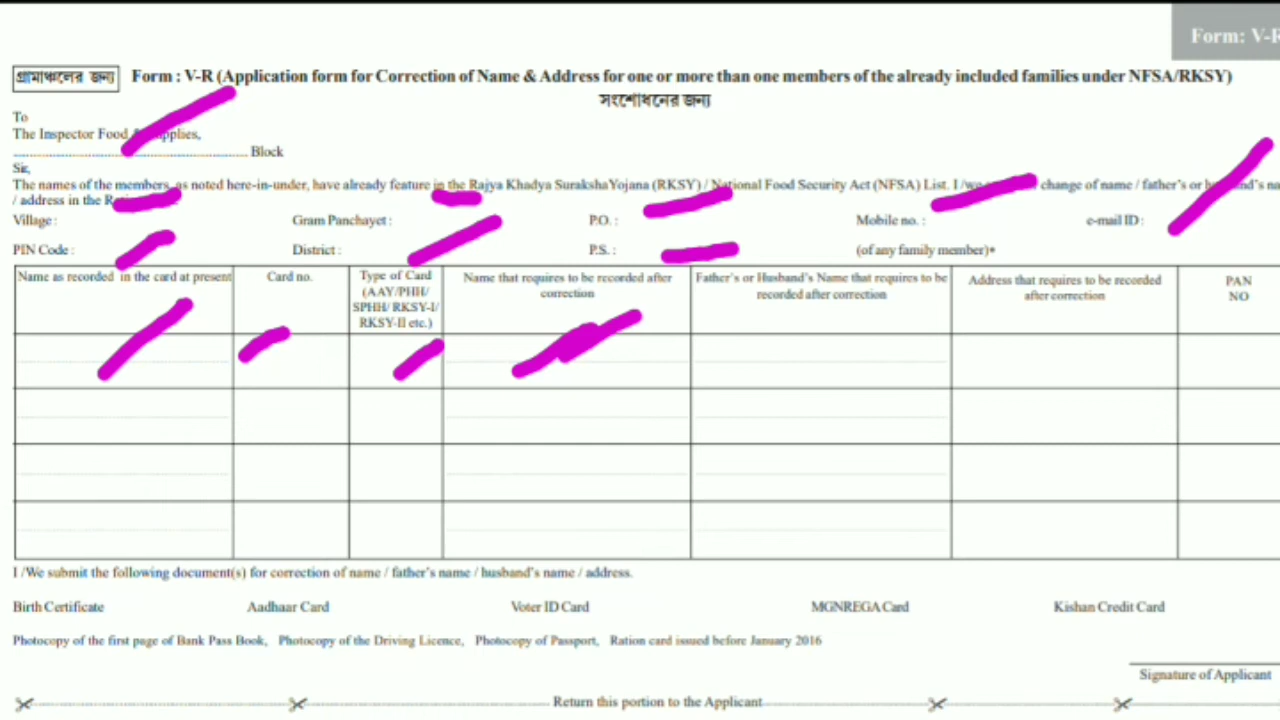 Form: V-R
গ্রামাঞ্চলের জন্য Form : V-R (Application form for Correction of Name & Address for one or more than one members of the already included families under NFSA/RKSY)
সংশোধনের জন্য
To
The Inspector Food & Supplies,
Block
Sir,
The names of the members, as noted here-in-under, have already feature in the Rajya Khadya SurakshaYojana (RKSY) / National Food Security Act (NFSA) List. I /we change of name / father's or
/ address in the
Village : Gram Panchayet: P.O. : Mobile no. : e-mail ID :
PIN Code : District : P.S. : (of any family member)*
Name as recorded in the card at present Card no. Type of Card (AAY/PHH/ SPHH/ RKSY-I/ RKSY-II etc.) Name that requires to be recorded after correction Father's or Husband's Name that requires to be recorded after correction Address that requires to be recorded after correction PAN NO
I /We submit the following document(s) for correction of name / father's name / husband's name / address.
Birth Certificate Aadhaar Card Voter ID Card MGNREGA Card Kishan Credit Card
Photocopy of the first page of Bank Pass Book, Photocopy of the Driving Licence, Photocopy of Passport, Ration card issued before January 2016
Signature of Applicant
Return this portion to the Applicant